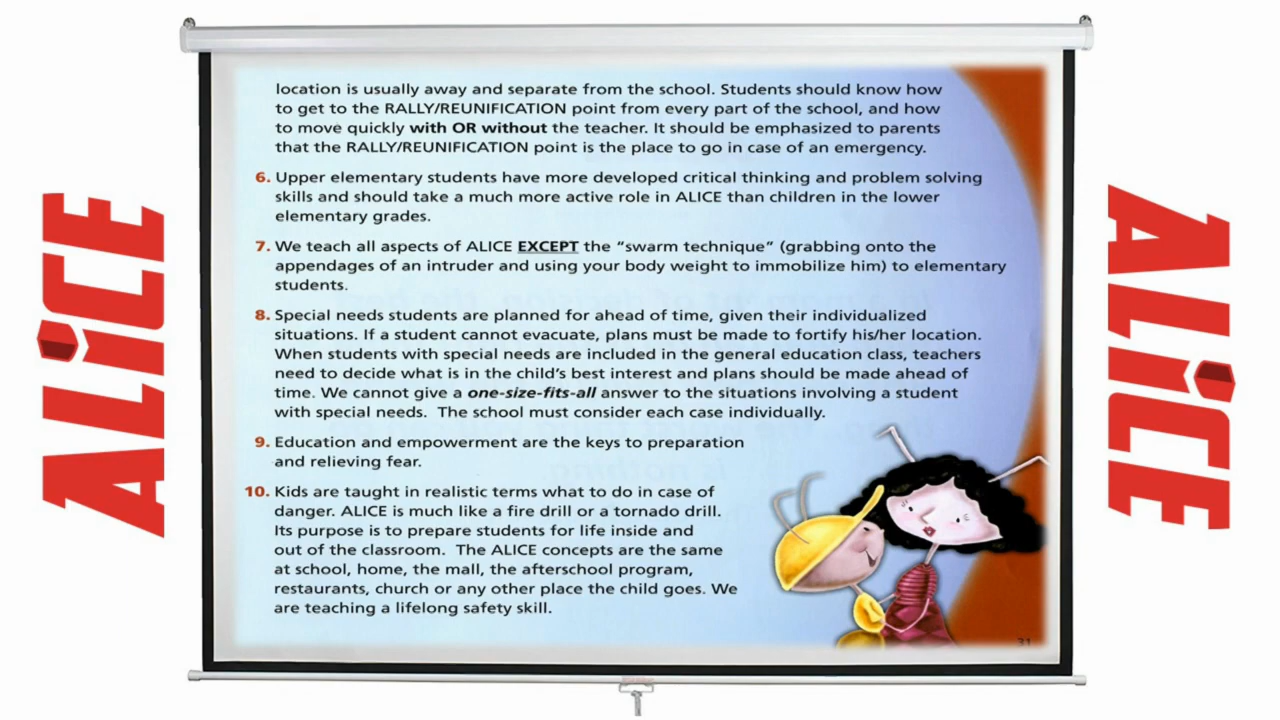 ALiCE
location is usually away and separate from the school. Students should know how
to get to the RALLY/REUNIFICATION point from every part of the school, and how
to move quickly with OR without the teacher. It should be emphasized to parents
that the RALLY/REUNIFICATION point is the place to go in case of an emergency.
6. Upper elementary students have more developed critical thinking and problem solving
skills and should take a much more active role in ALICE than children in the lower
elementary grades.
7. We teach all aspects of ALICE EXCEPT the “swarm technique” (grabbing onto the
appendages of an intruder and using your body weight to immobilize him) to elementary
students.
8. Special needs students are planned for ahead of time, given their individualized
situations. If a student cannot evacuate, plans must be made to fortify his/her location.
When students with special needs are included in the general education class, teachers
need to decide what is in the child’s best interest and plans should be made ahead of
time. We cannot give a one-size-fits-all answer to the situations involving a student
with special needs. The school must consider each case individually.
9. Education and empowerment are the keys to preparation
and relieving fear.
10. Kids are taught in realistic terms what to do in case of
danger. ALICE is much like a fire drill or a tornado drill.
Its purpose is to prepare students for life inside and
out of the classroom. The ALICE concepts are the same
at school, home, the mall, the afterschool program,
restaurants, church or any other place the child goes. We
are teaching a lifelong safety skill.
31
ALiCE